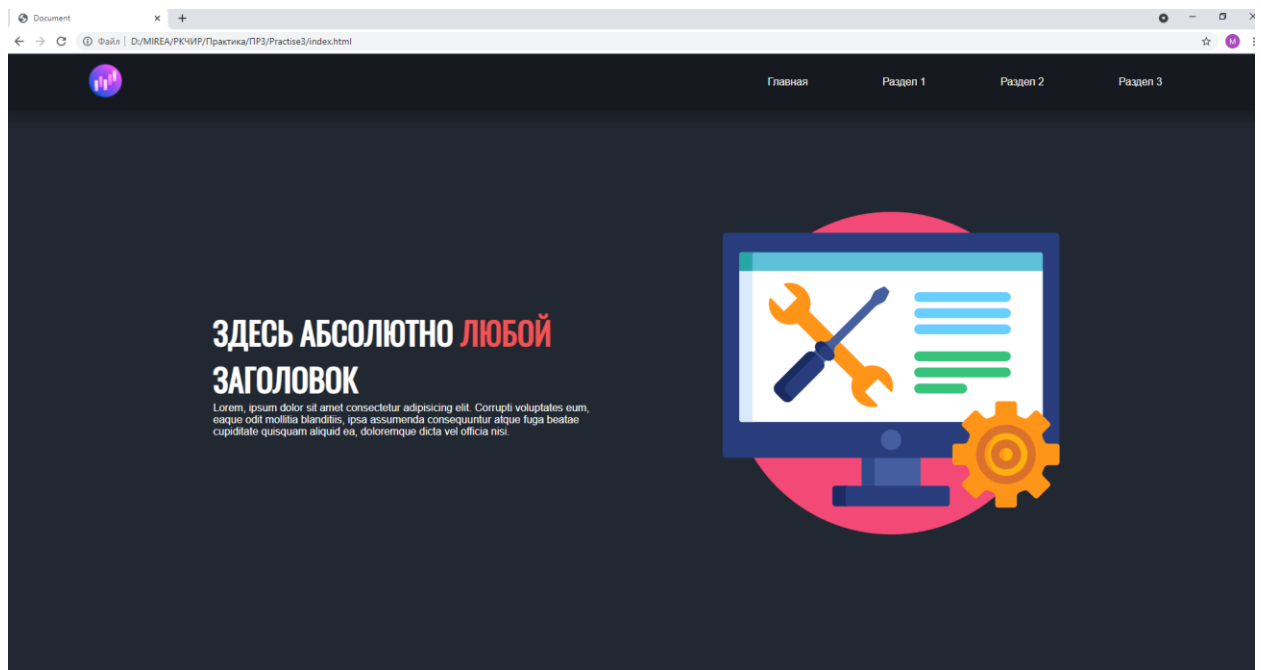 Document
Файл | D:/MIREA/РКЧИР/Практика/ПР3/Practise3/index.html
М
Главная Раздел 1 Раздел 2 Раздел 3
ЗДЕСЬ АБСОЛЮТНО ЛЮБОЙ
ЗАГОЛОВОК
Lorem, ipsum dolor sit amet consectetur adipisicing elit. Corrupti voluptates eum,
eaque odit mollitia blanditiis, ipsa assumenda consequuntur atque fuga beatae
cupiditate quisquam aliquid ea, doloremque dicta vel officia nisi.